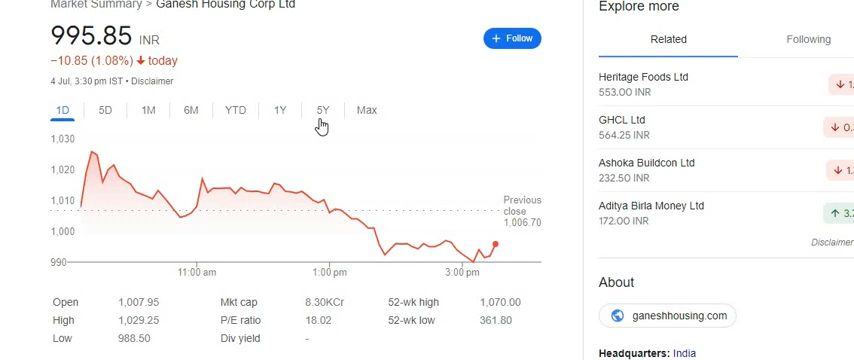 Market Summary > Ganesh Housing Corp Ltd
995.85 INR
+ Follow
−10.85 (1.08%) ↓ today
4 Jul, 3:30 pm IST • Disclaimer
1D 5D 1M 6M YTD 1Y 5Y Max
1,030
1,020
1,010
1,000
990
Previous
close
1,006.70
11:00 am 1:00 pm 3:00 pm
Open 1,007.95 Mkt cap 8.30KCr 52-wk high 1,070.00
High 1,029.25 P/E ratio 18.02 52-wk low 361.80
Low 988.50 Div yield -
Explore more
Related Following
Heritage Foods Ltd
553.00 INR
GHCL Ltd
564.25 INR
Ashoka Buildcon Ltd
232.50 INR
Aditya Birla Money Ltd
172.00 INR
Disclaimer
About
ganeshhousing.com
Headquarters: India